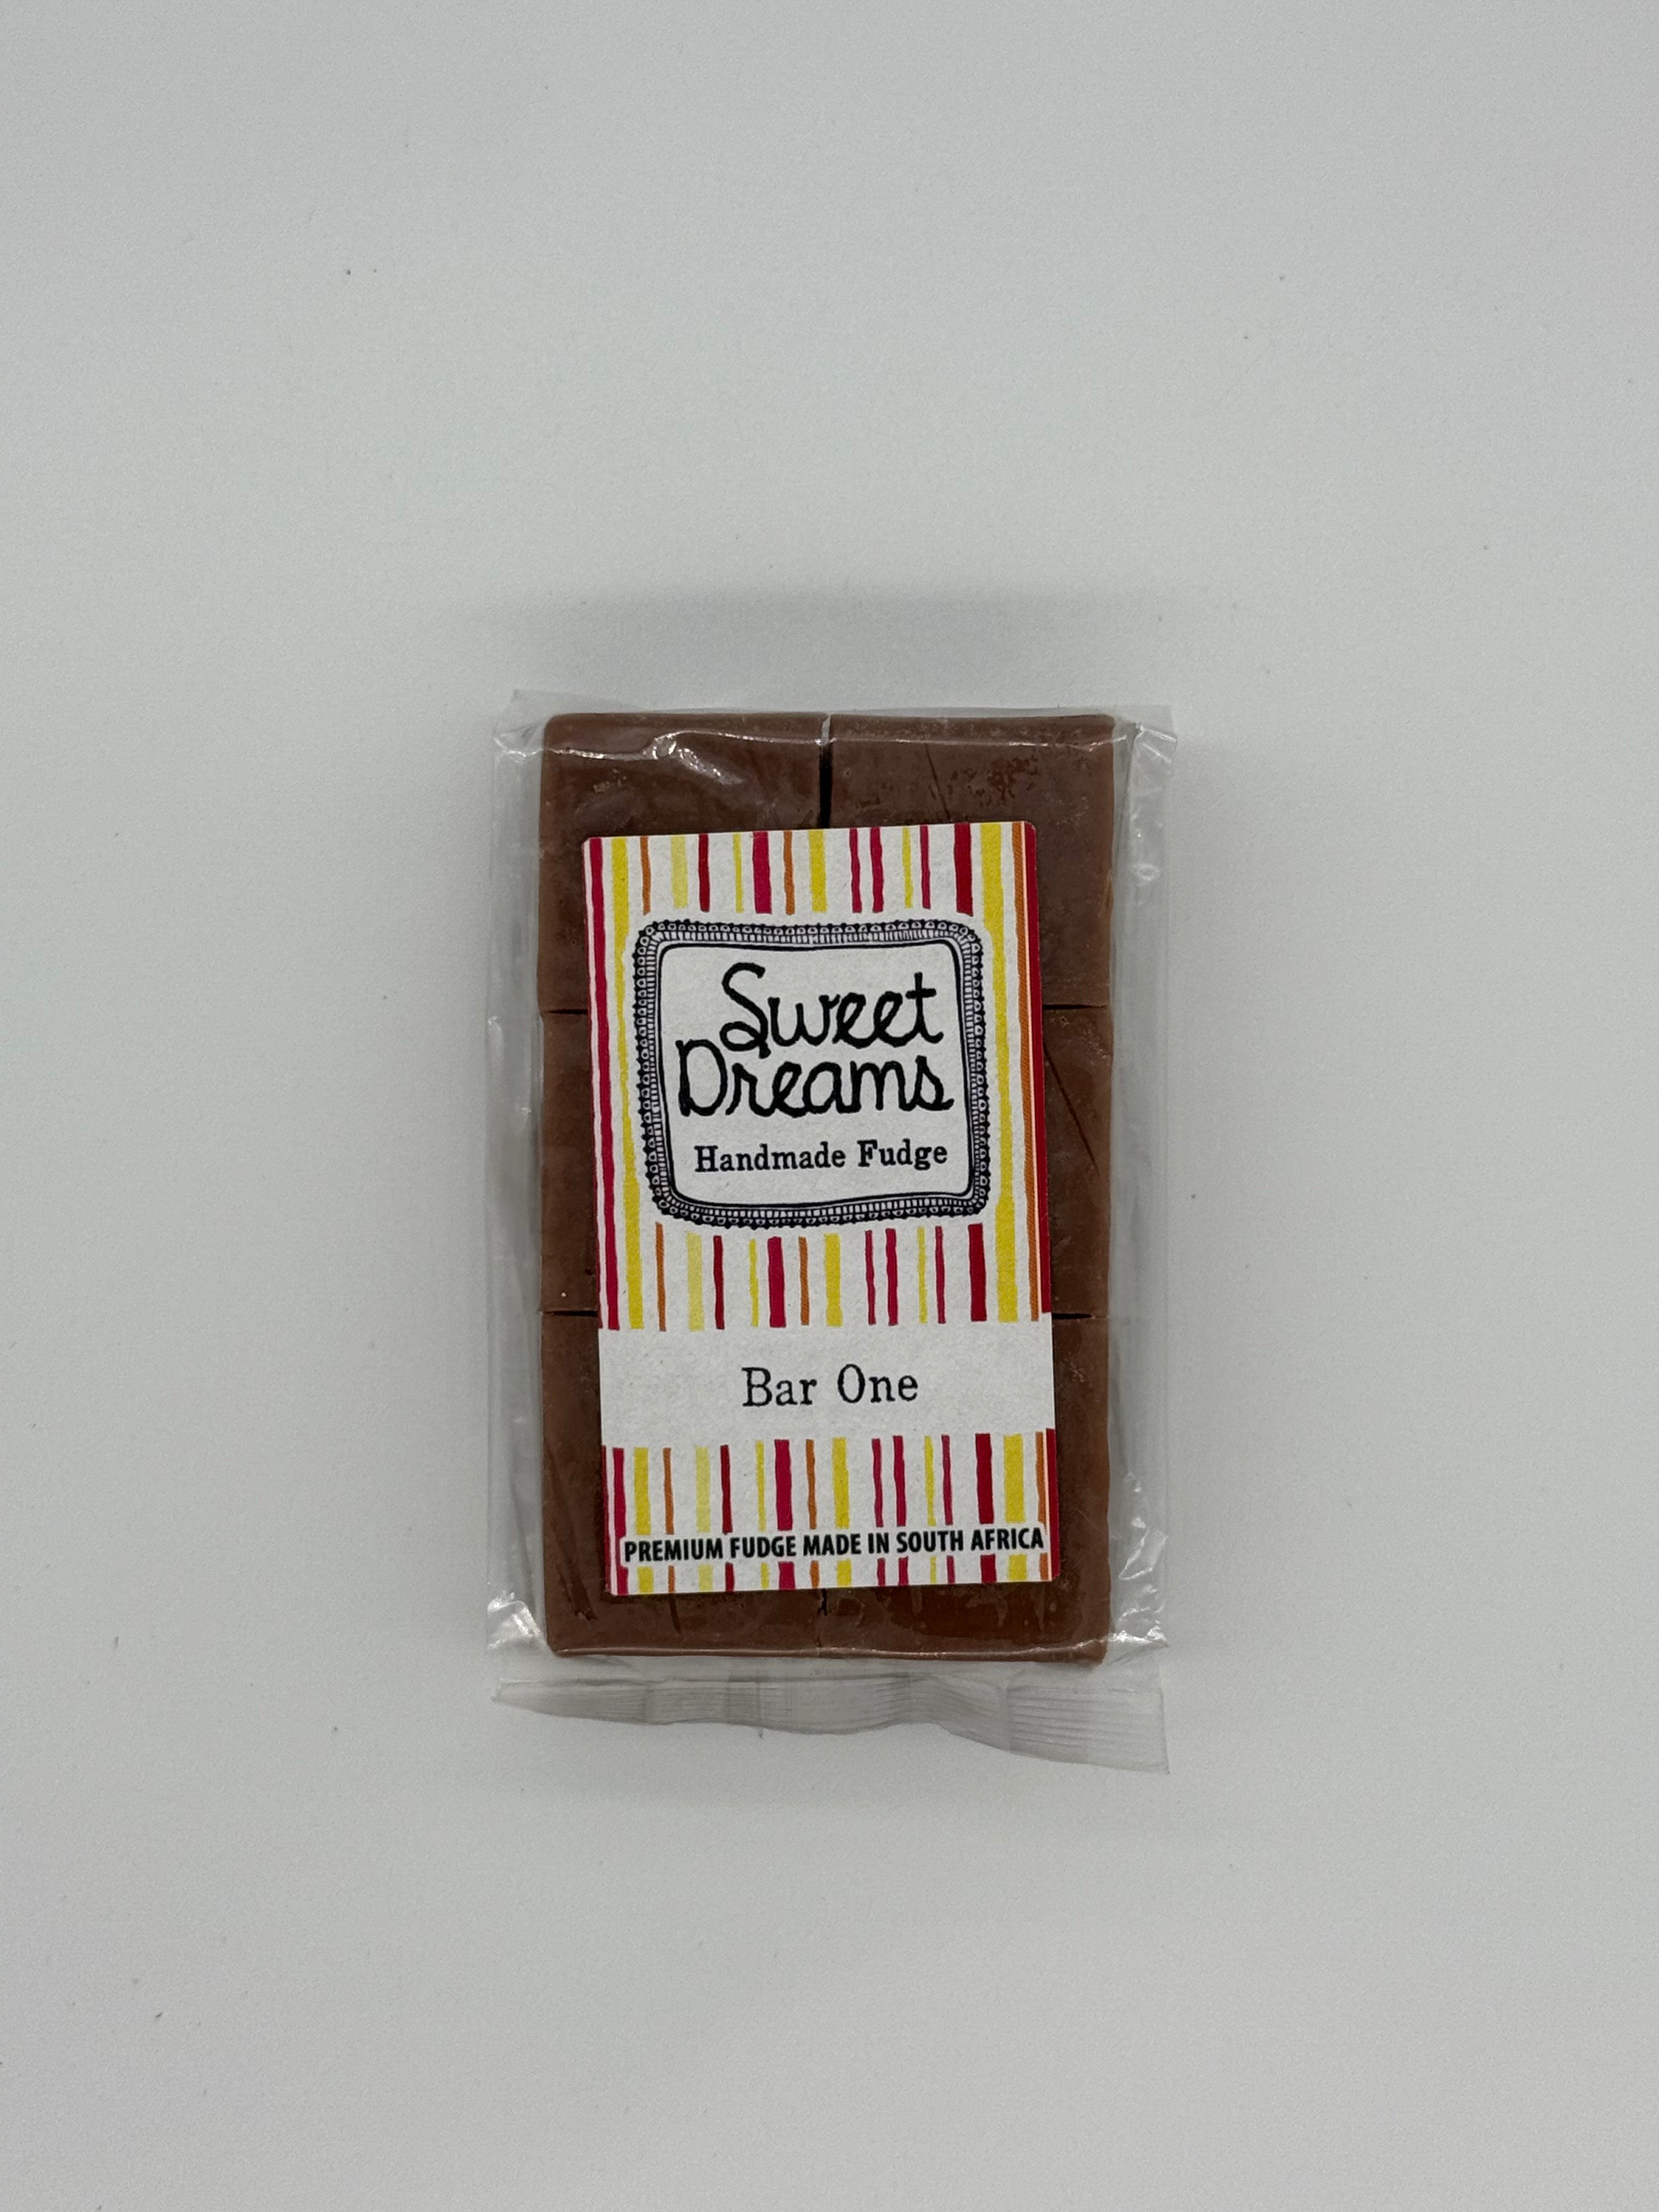 Sweet
Dreams
Handmade Fudge
Bar One
PREMIUM FUDGE MADE IN SOUTH AFRICA